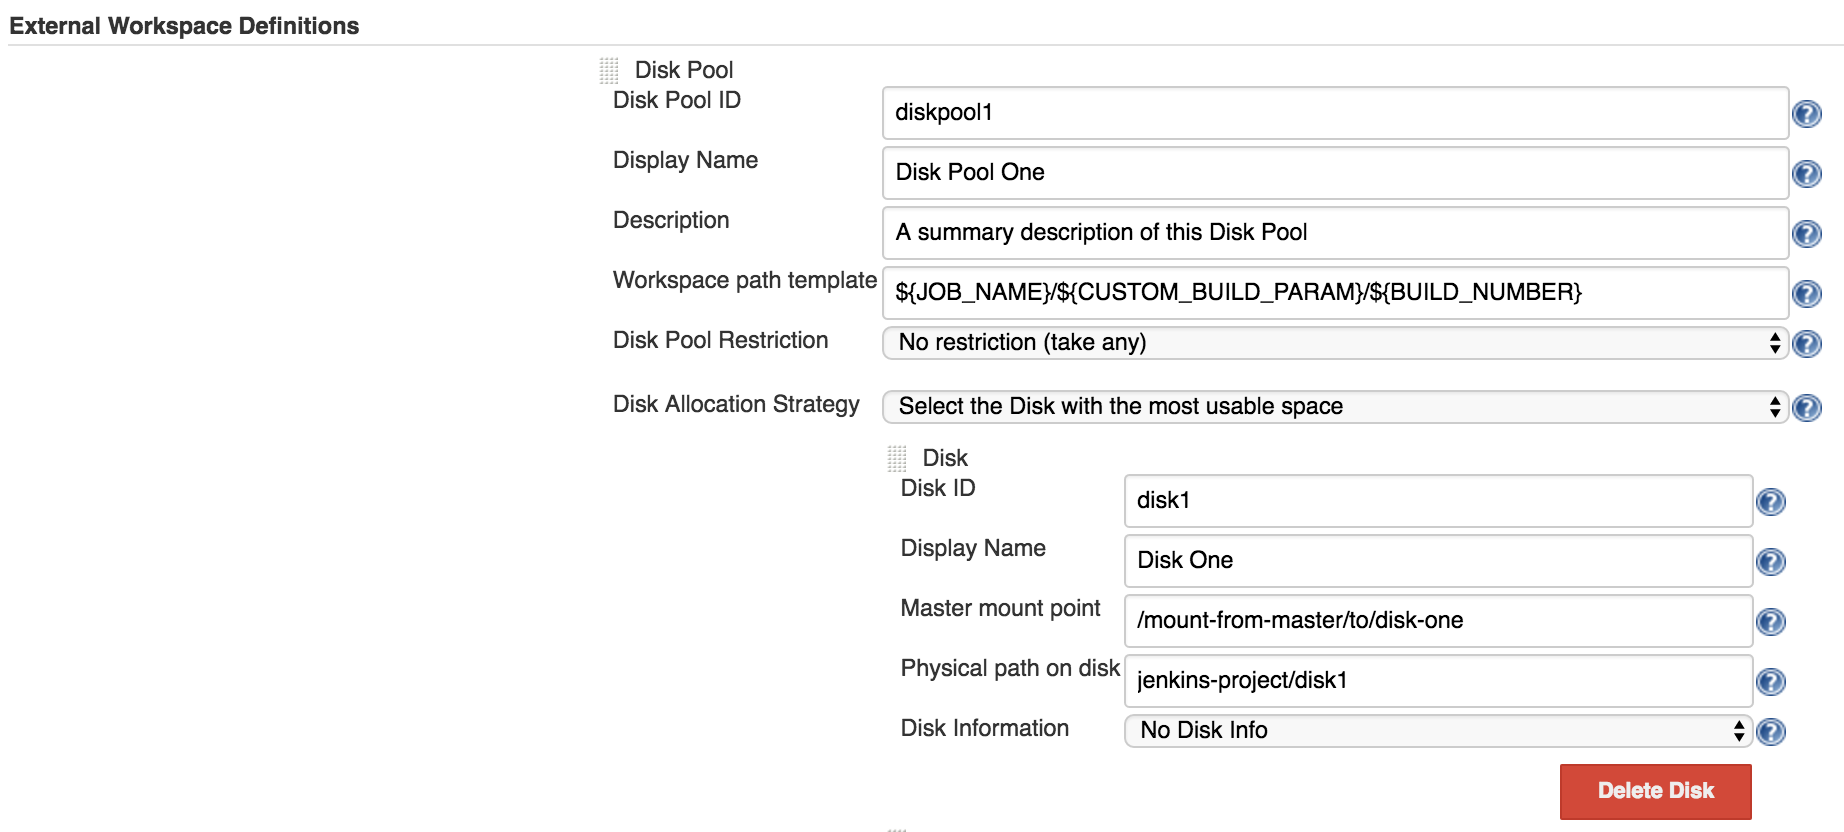 External Workspace Definitions
Disk Pool
Disk Pool ID
diskpool1
Display Name
Disk Pool One
Description
A summary description of this Disk Pool
Workspace path template
${JOB_NAME}/${CUSTOM_BUILD_PARAM}/${BUILD_NUMBER}
Disk Pool Restriction
No restriction (take any)
Disk Allocation Strategy
Select the Disk with the most usable space
Disk
Disk ID
disk1
Display Name
Disk One
Master mount point
/mount-from-master/to/disk-one
Physical path on disk
jenkins-project/disk1
Disk Information
No Disk Info
Delete Disk